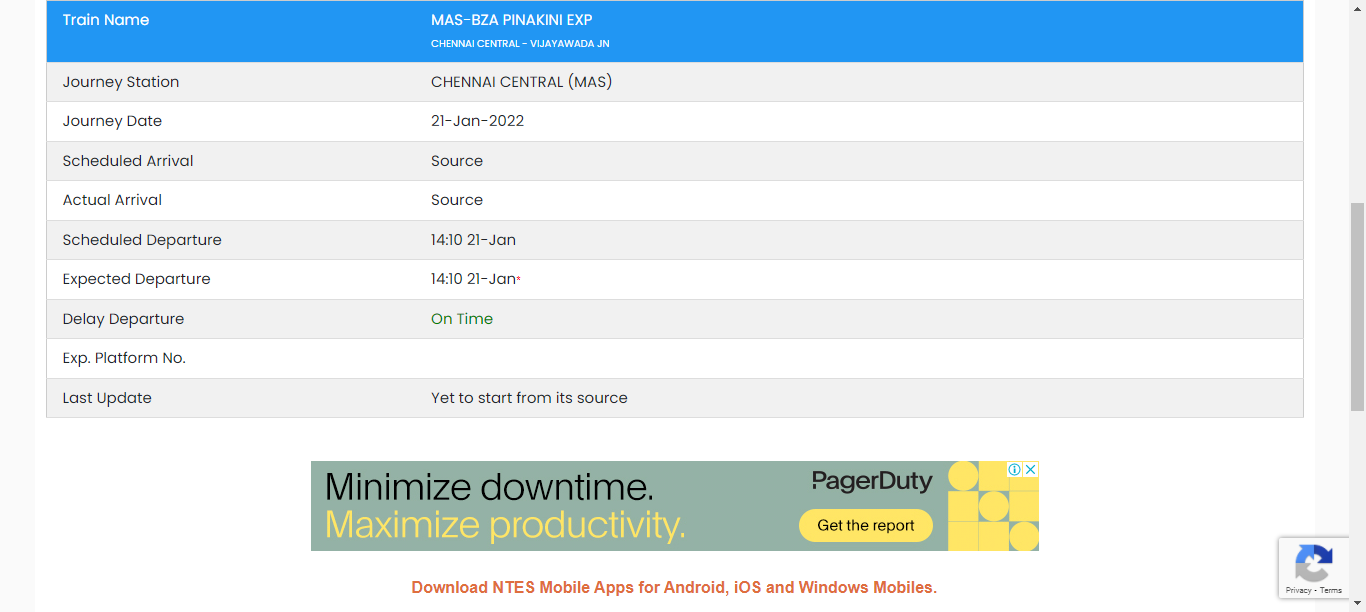 Train Name MAS-BZA PINAKINI EXP
CHENNAI CENTRAL - VIJAYAWADA JN
Journey Station CHENNAI CENTRAL (MAS)
Journey Date 21-Jan-2022
Scheduled Arrival Source
Actual Arrival Source
Scheduled Departure 14:10 21-Jan
Expected Departure 14:10 21-Jan*
Delay Departure On Time
Exp. Platform No.
Last Update Yet to start from its source
Minimize downtime.
Maximize productivity.
PagerDuty
Get the report
Download NTES Mobile Apps for Android, iOS and Windows Mobiles.
Privacy - Terms